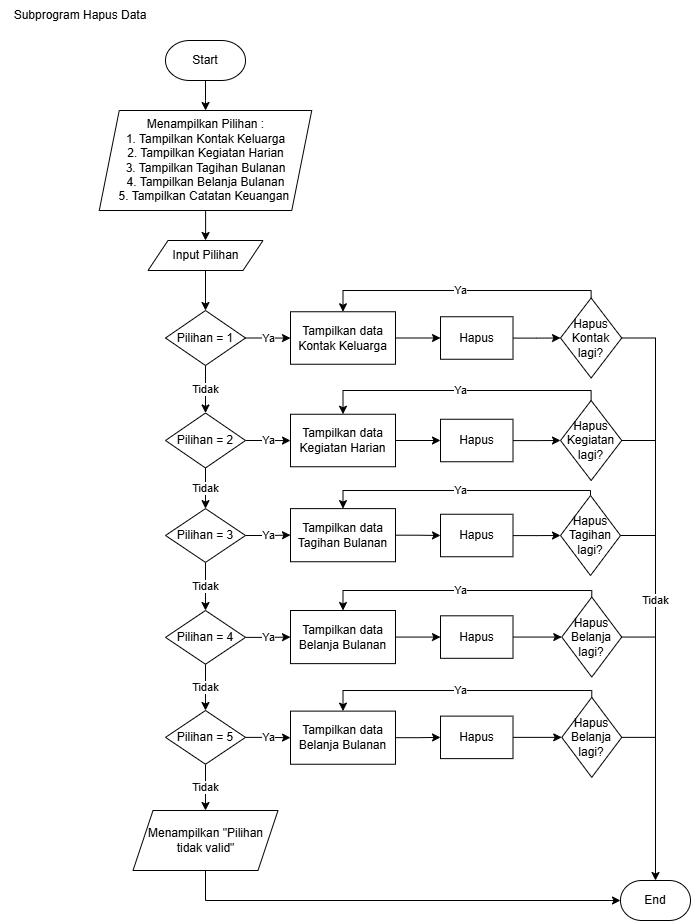 Subprogram Hapus Data
Start
Menampilkan Pilihan :
1. Tampilkan Kontak Keluarga
2. Tampilkan Kegiatan Harian
3. Tampilkan Tagihan Bulanan
4. Tampilkan Belanja Bulanan
5. Tampilkan Catatan Keuangan
Input Pilihan
Ya
Pilihan = 1
Ya
Tampilkan data
Kontak Keluarga
Hapus
Hapus
Kontak
lagi?
Tidak
Ya
Pilihan = 2
Ya
Tampilkan data
Kegiatan Harian
Hapus
Hapus
Kegiatan
lagi?
Tidak
Ya
Pilihan = 3
Ya
Tampilkan data
Tagihan Bulanan
Hapus
Hapus
Tagihan
lagi?
Tidak
Ya
Tidak
Pilihan = 4
Ya
Tampilkan data
Belanja Bulanan
Hapus
Hapus
Belanja
lagi?
Tidak
Ya
Pilihan = 5
Ya
Tampilkan data
Belanja Bulanan
Hapus
Hapus
Belanja
lagi?
Tidak
Menampilkan "Pilihan
tidak valid"
End